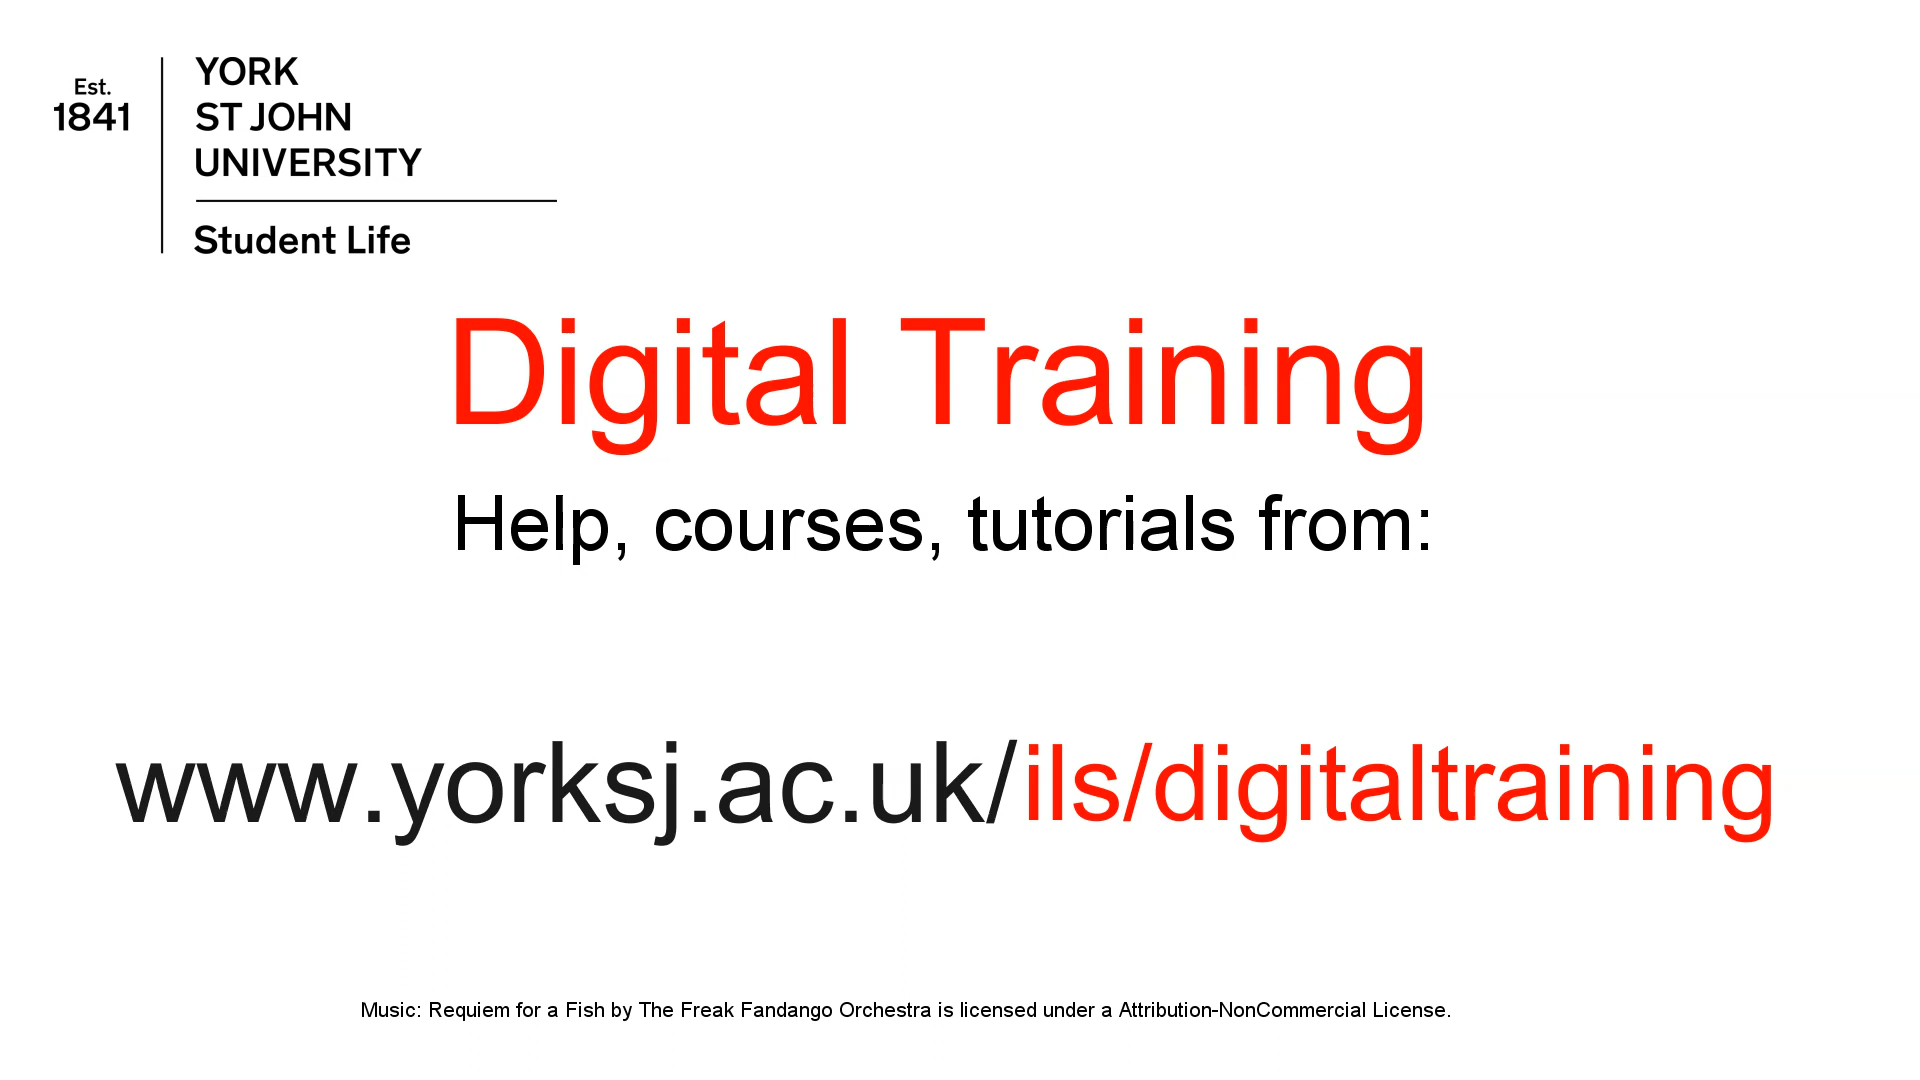 Est.
1841
YORK
ST JOHN
UNIVERSITY
Student Life
Digital Training
Help, courses, tutorials from:
www.yorksj.ac.uk/ils/digitaltraining
Music: Requiem for a Fish by The Freak Fandango Orchestra is licensed under a Attribution-NonCommercial License.